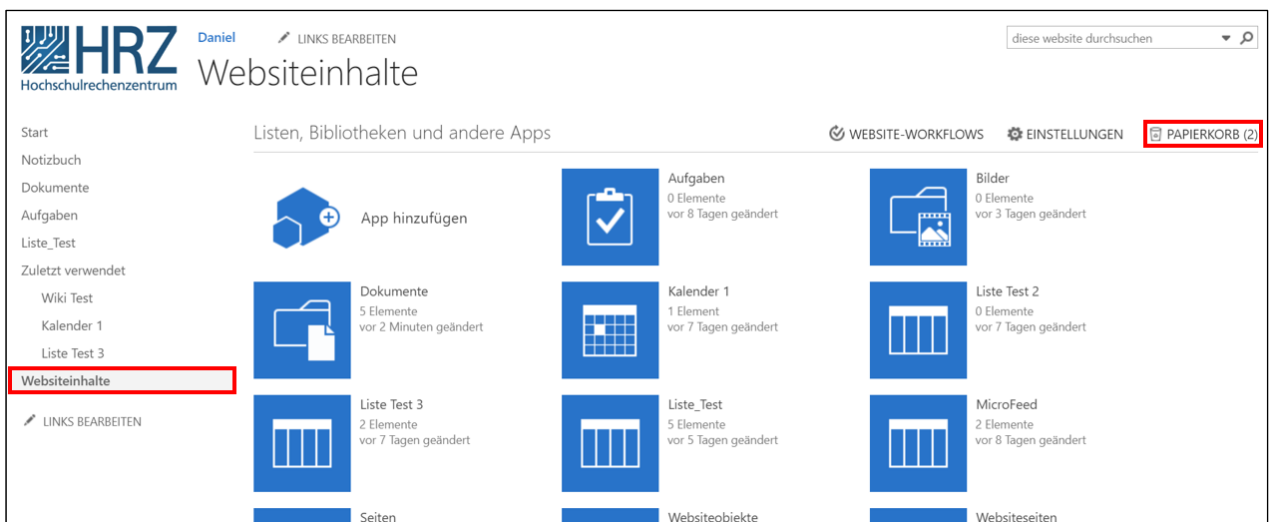 HRZ
Hochschulrechenzentrum
Daniel
LINKS BEARBEITEN
diese website durchsuchen
Websiteinhalte
Start
Notizbuch
Dokumente
Aufgaben
Liste_Test
Zuletzt verwendet
Wiki Test
Kalender 1
Liste Test 3
Websiteinhalte
LINKS BEARBEITEN
Listen, Bibliotheken und andere Apps
WEBSITE-WORKFLOWS
EINSTELLUNGEN
PAPIERKORB (2)
App hinzufügen
Aufgaben
0 Elemente
vor 8 Tagen geändert
Bilder
0 Elemente
vor 3 Tagen geändert
Dokumente
5 Elemente
vor 2 Minuten geändert
Kalender 1
1 Element
vor 7 Tagen geändert
Liste Test 2
0 Elemente
vor 7 Tagen geändert
Liste Test 3
2 Elemente
vor 7 Tagen geändert
Liste_Test
5 Elemente
vor 5 Tagen geändert
MicroFeed
2 Elemente
vor 8 Tagen geändert
Seiten
Websiteobjekte
Websiteseiten